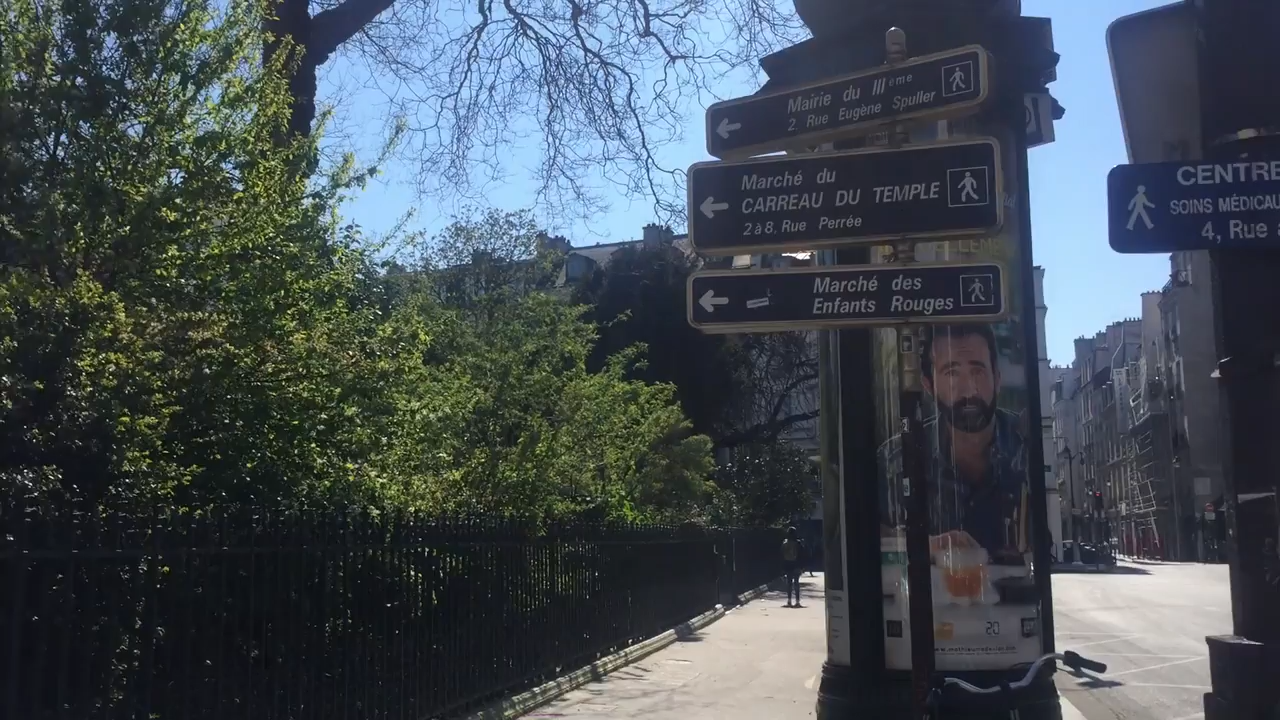 Mairie du IIIème
2. Rue Eugène Spuller
Marché du
CARREAU DU TEMPLE
2 à 8. Rue Perrée
Marché des
Enfants Rouges
CENTRE
SOINS MÉDICAU
4, Rue
20